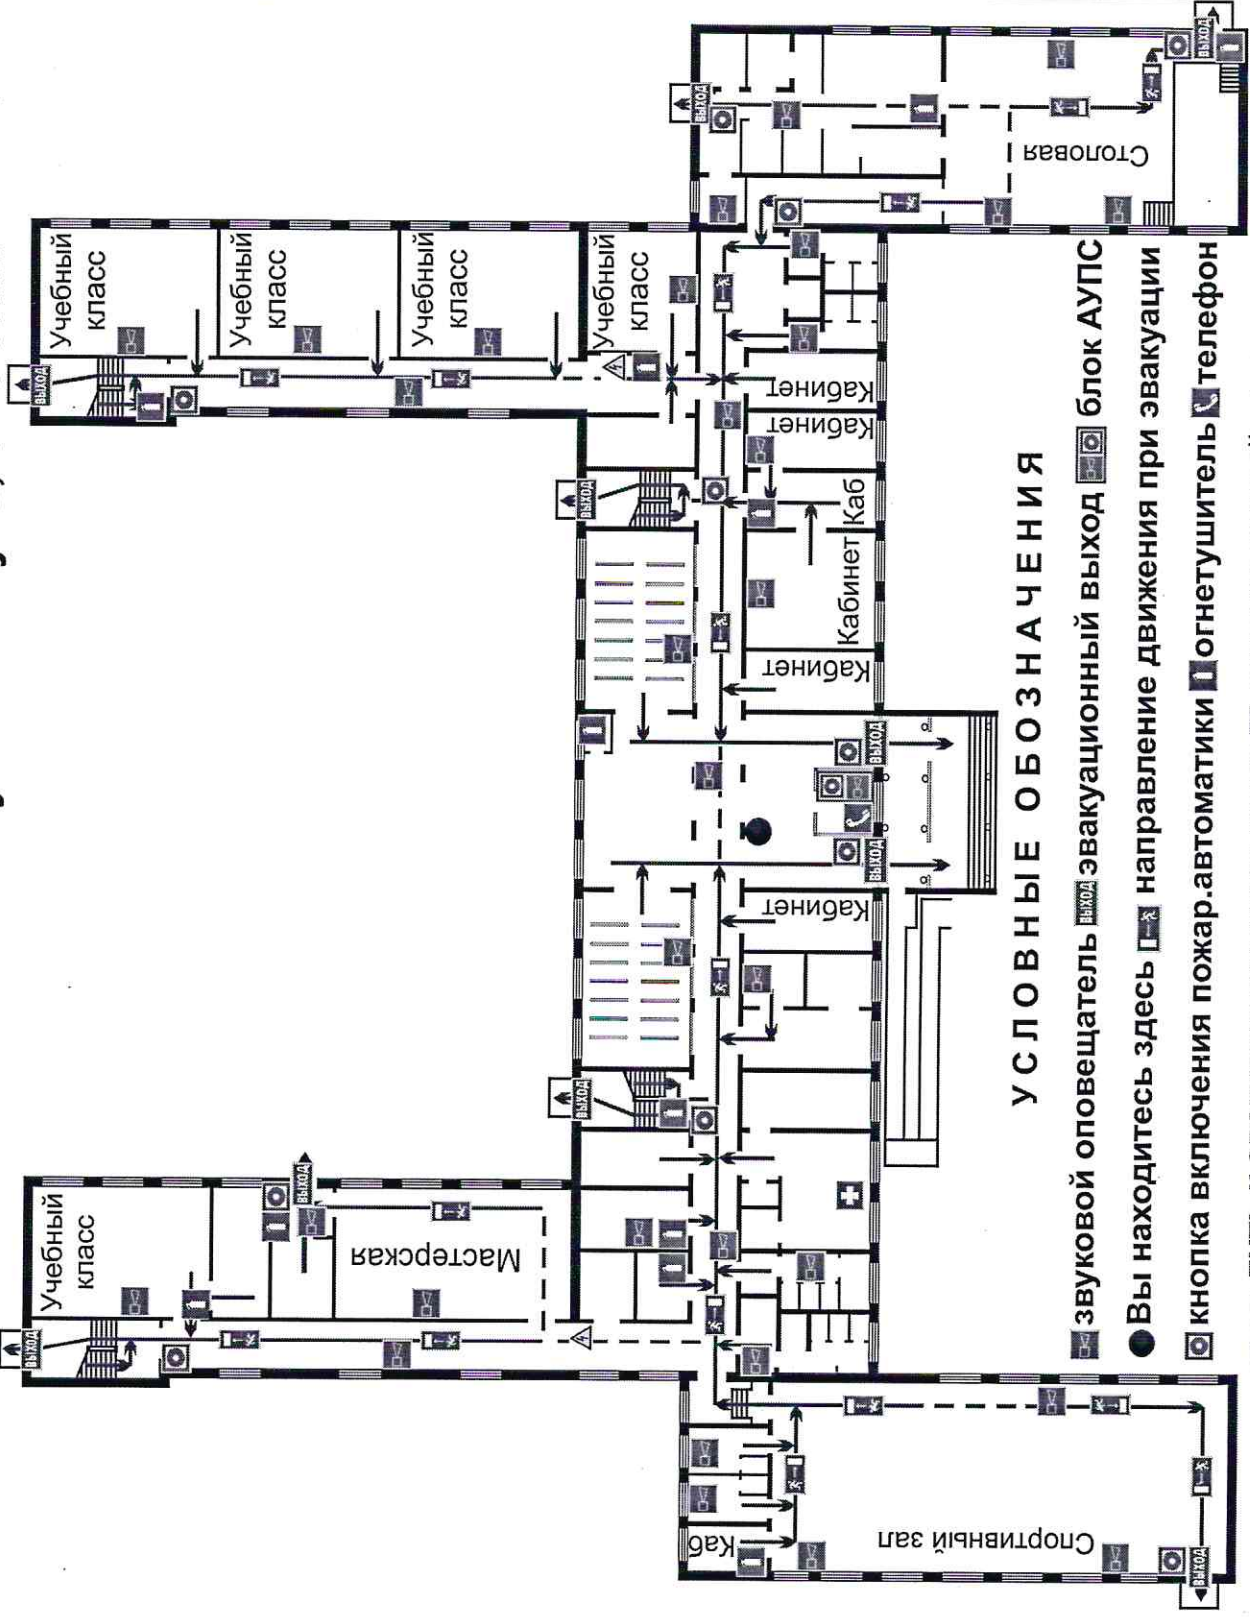 Учебный
класс
Учебный
класс
Учебный
класс
Учебный
класс
Учебный
класс
Мастерская
Спортивный зал
Каб
Кабинет
Кабинет
Кабинет
Каб
Кабинет
Кабинет
Столовая
ВЫХОД
ВЫХОД
ВЫХОД
ВЫХОД
ВЫХОД
ВЫХОД
ВЫХОД
ВЫХОД
ВЫХОД
ВЫХОД
УСЛОВНЫЕ ОБОЗНАЧЕНИЯ
звуковой оповещатель ВЫХОД эвакуационный выход блок АУПС
Вы находитесь здесь направление движения при эвакуации
кнопка включения пожар.автоматики огнетушитель телефон